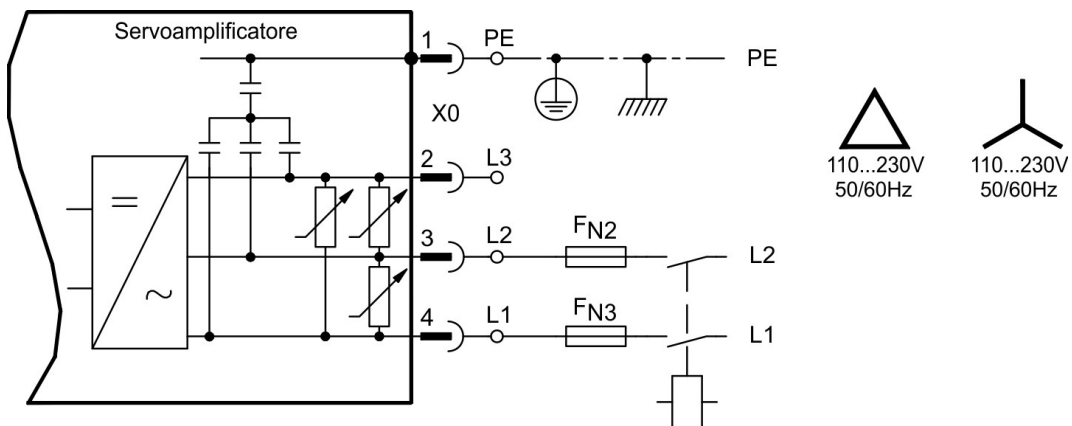 Servoamplificatore
1 PE PE
X0
2 L3
3 L2 FN2 L2
4 L1 FN3 L1
110...230V 110...230V
50/60Hz 50/60Hz